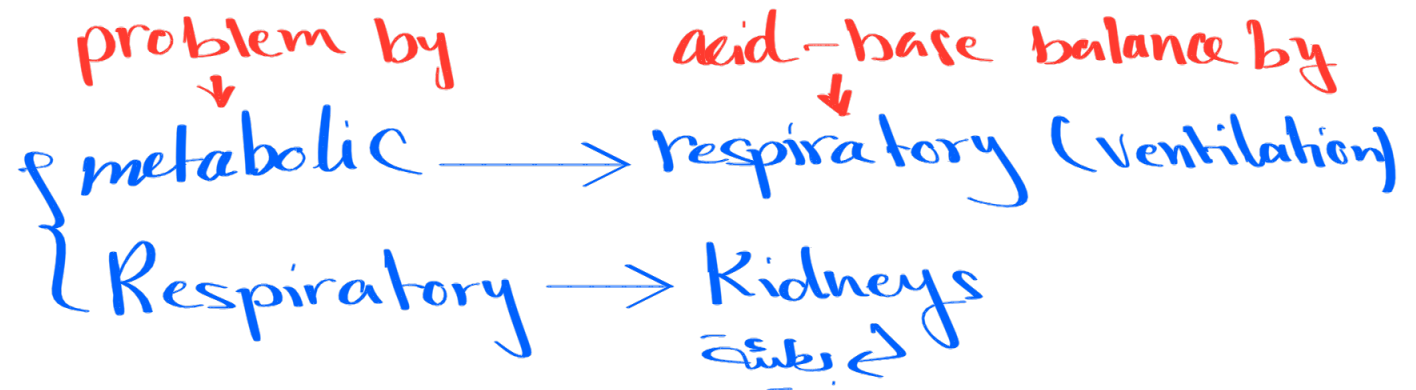 problem by acid-base balance by
metabolic → respiratory (ventilation)
Respiratory → Kidneys
بطيئة